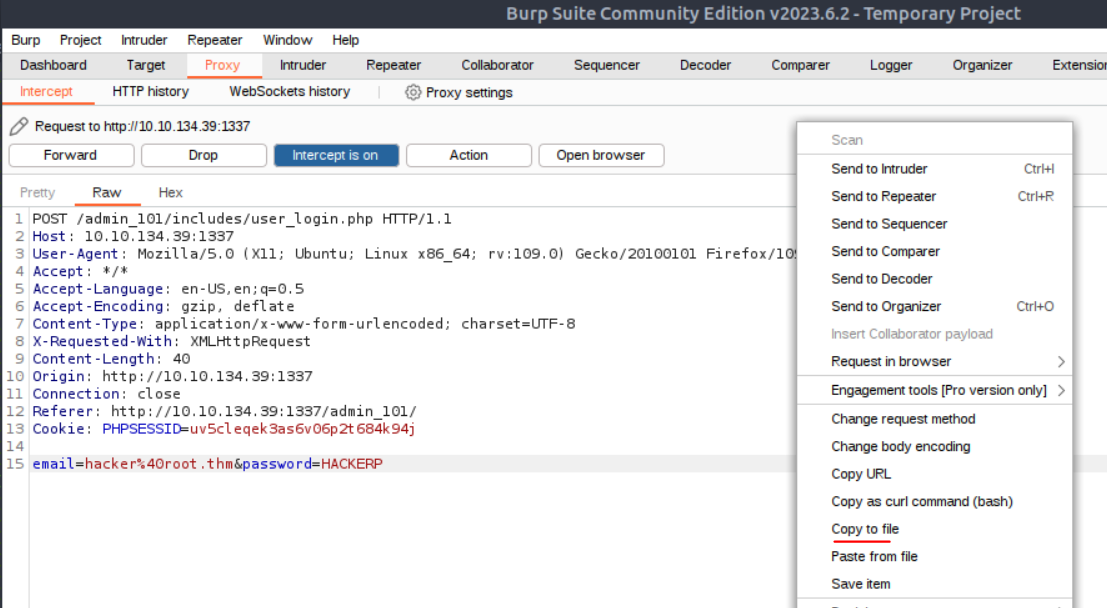 Burp Suite Community Edition v2023.6.2 - Temporary Project
Burp Project Intruder Repeater Window Help
Dashboard Target Proxy Intruder Repeater Collaborator Sequencer Decoder Comparer Logger Organizer
Intercept HTTP history WebSockets history Proxy settings
Request to http://10.10.134.39:1337
Forward Drop Intercept is on Action Open browser
Pretty Raw Hex
1 POST /admin_101/includes/user_login.php HTTP/1.1
2 Host: 10.10.134.39:1337
3 User-Agent: Mozilla/5.0 (X11; Ubuntu; Linux x86_64; rv:109.0) Gecko/20100101
4 Accept: */*
5 Accept-Language: en-US,en;q=0.5
6 Accept-Encoding: gzip, deflate
7 Content-Type: application/x-www-form-urlencoded; charset=UTF-8
8 X-Requested-With: XMLHttpRequest
9 Content-Length: 40
10 Origin: http://10.10.134.39:1337
11 Connection: close
12 Referer: http://10.10.134.39:1337/admin_101/
13 Cookie: PHPSESSID=uv5cleqek3as6v06p2t684k94j
14
15 email=hacker%40root.thm&password=HACKERP
Scan
Send to Intruder Ctrl+I
Send to Repeater Ctrl+R
Send to Sequencer
Send to Comparer
Send to Decoder
Send to Organizer Ctrl+O
Insert Collaborator payload
Request in browser
Engagement tools [Pro version only]
Change request method
Change body encoding
Copy URL
Copy as curl command (bash)
Copy to file
Paste from file
Save item